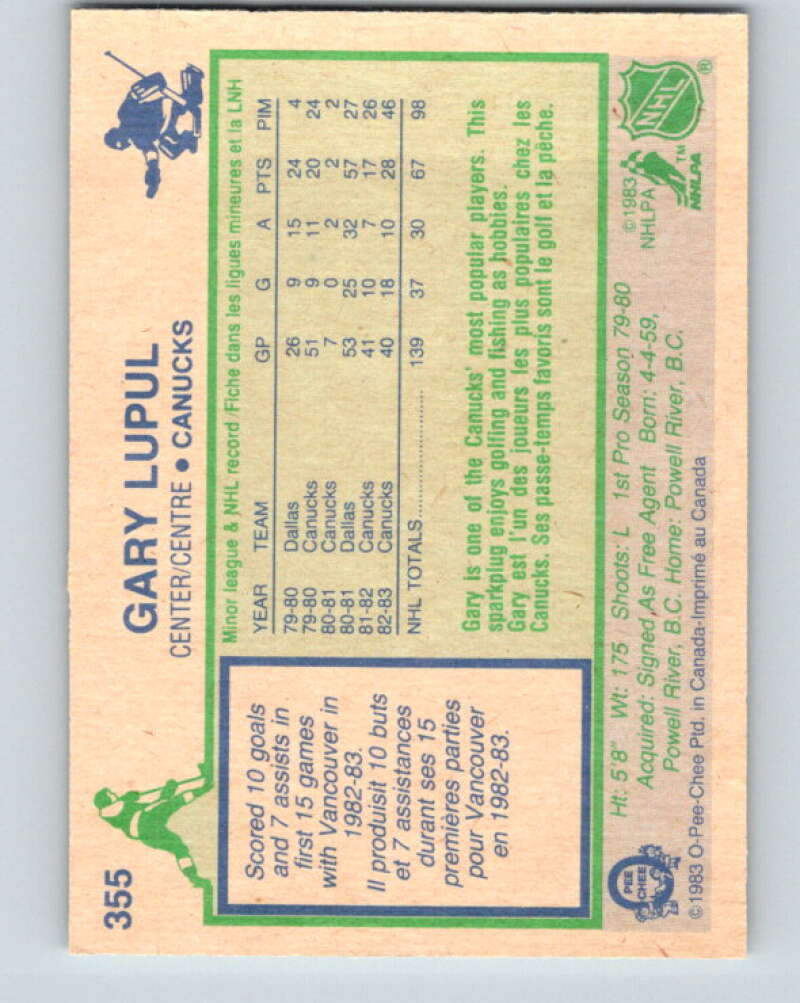 355
GARY LUPUL
CENTER/CENTRE • CANUCKS
Scored 10 goals
and 7 assists in
first 15 games
with Vancouver in
1982-83.
Il produisit 10 buts
et 7 assistances
durant ses 15
premières parties
pour Vancouver
en 1982-83.
Minor league & NHL record/Fiche dans les ligues mineures et la LNH
YEAR TEAM GP G A PTS PIM
79-80 Dallas 26 9 15 24 4
79-80 Canucks 51 9 11 20 24
80-81 Canucks 7 0 2 2 2
80-81 Dallas 53 25 32 57 27
81-82 Canucks 41 10 7 17 26
82-83 Canucks 40 18 10 28 46
NHL TOTALS.................... 139 37 30 67 98
Gary is one of the Canucks' most popular players. This
sparkplug enjoys golfing and fishing as hobbies.
Gary est l'un des joueurs les plus populaires chez les
Canucks. Ses passe-temps favoris sont le golf et la pêche.
Ht: 5'8" Wt: 175 Shoots: L 1st Pro Season 79-80
Acquired: Signed As Free Agent Born: 4-4-59,
Powell River, B.C. Home: Powell River, B.C.
©1983 O-Pee-Chee Ptd. in Canada-Imprimé au Canada
O
PEE
CHEE
©1983
NHLPA
NHLPA™
NHL®